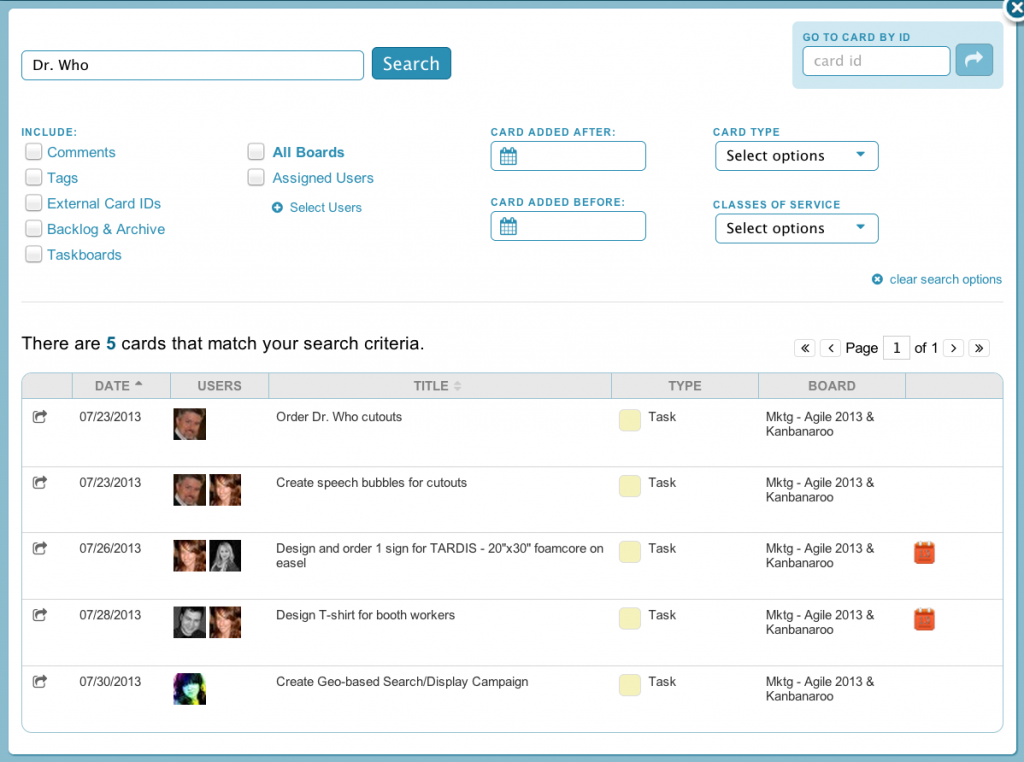 GO TO CARD BY ID
Dr. Who
Search
card id
INCLUDE:
Comments
Tags
External Card IDs
Backlog & Archive
Taskboards
All Boards
Assigned Users
Select Users
CARD ADDED AFTER:
CARD ADDED BEFORE:
CARD TYPE
Select options
CLASSES OF SERVICE
Select options
clear search options
There are 5 cards that match your search criteria.
« ‹ Page 1 of 1 › »
DATE USERS TITLE TYPE BOARD
07/23/2013 Order Dr. Who cutouts Task Mktg - Agile 2013 &
Kanbanaroo
07/23/2013 Create speech bubbles for cutouts Task Mktg - Agile 2013 &
Kanbanaroo
07/26/2013 Design and order 1 sign for TARDIS - 20"x30" foamcore on Task Mktg - Agile 2013 &
easel Kanbanaroo
07/28/2013 Design T-shirt for booth workers Task Mktg - Agile 2013 &
Kanbanaroo
07/30/2013 Create Geo-based Search/Display Campaign Task Mktg - Agile 2013 &
Kanbanaroo